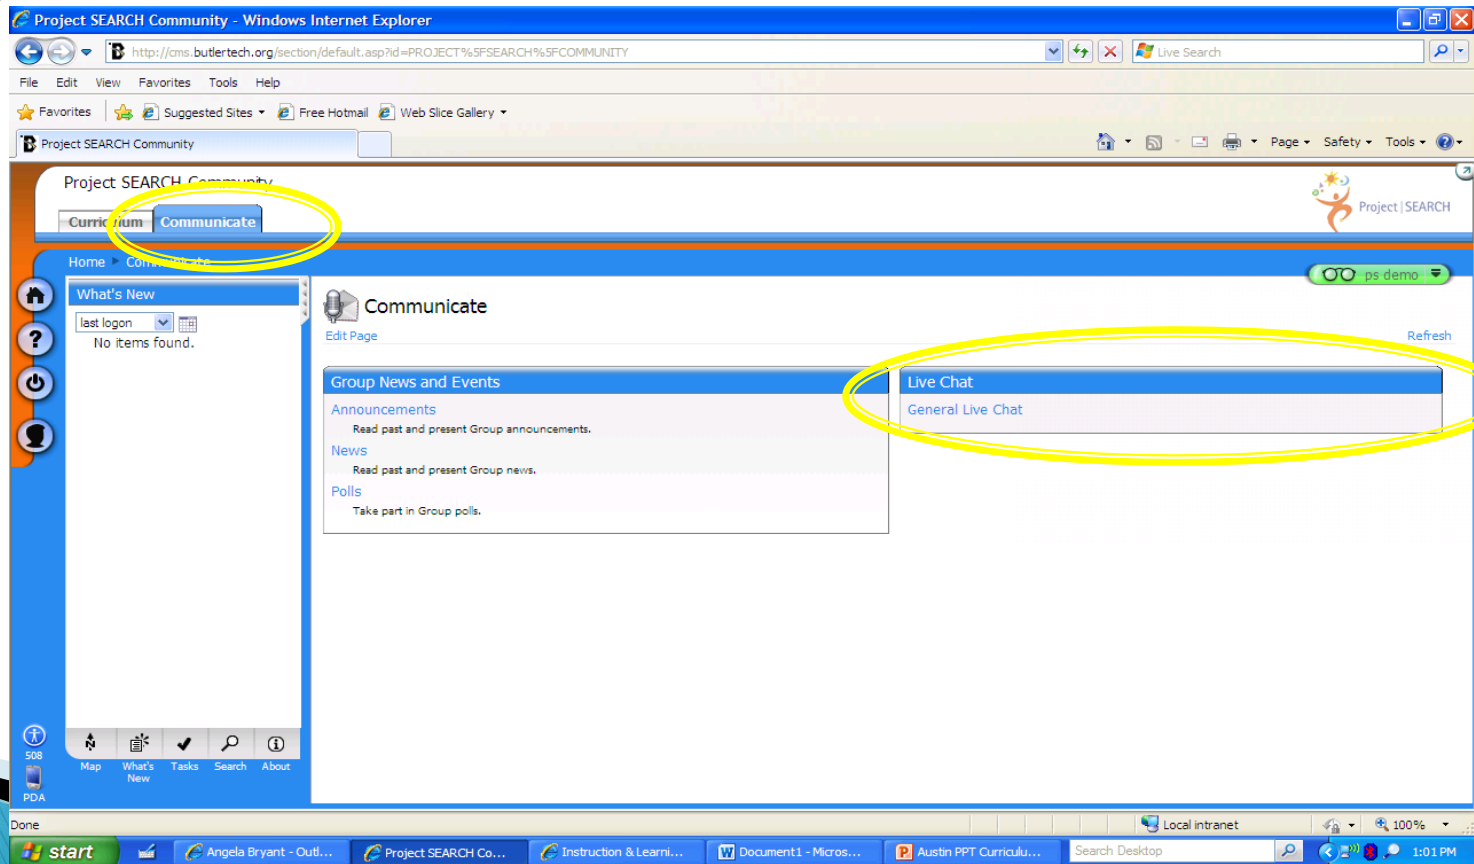 Project SEARCH Community - Windows Internet Explorer
http://cms.butlertech.org/section/default.asp?id=PROJECT%5FSEARCH%5FCOMMUNITY
Live Search
File Edit View Favorites Tools Help
Favorites Suggested Sites Free Hotmail Web Slice Gallery
Project SEARCH Community
Page Safety Tools
Project SEARCH Community
Project | SEARCH
Curriculum Communicate
Home Communicate
ps demo
What's New
last logon
No items found.
Communicate
Edit Page
Refresh
Group News and Events
Announcements
Read past and present Group announcements.
News
Read past and present Group news.
Polls
Take part in Group polls.
Live Chat
General Live Chat
508
PDA
Map What's New Tasks Search About
Done
Local intranet
100%
start
Angela Bryant - Outl...
Project SEARCH Co...
Instruction & Learni...
Document1 - Micros...
Austin PPT Curriculu...
Search Desktop
1:01 PM